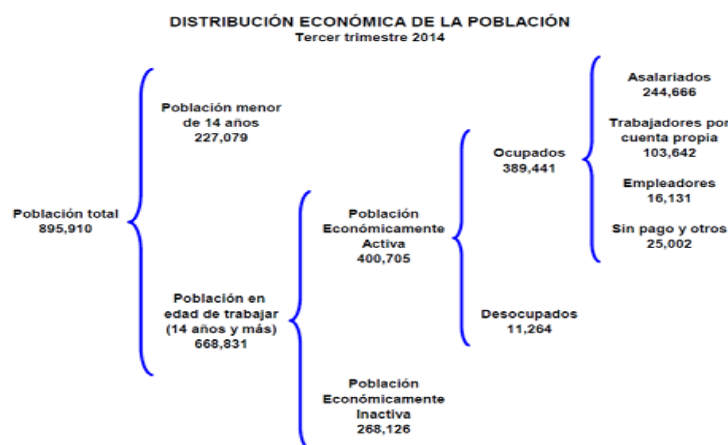 DISTRIBUCIÓN ECONÓMICA DE LA POBLACIÓN
Tercer trimestre 2014
Población total
895,910
Población menor
de 14 años
227,079
Población en
edad de trabajar
(14 años y más)
668,831
Población
Económicamente
Activa
400,705
Población
Económicamente
Inactiva
268,126
Ocupados
389,441
Desocupados
11,264
Asalariados
244,666
Trabajadores por
cuenta propia
103,642
Empleadores
16,131
Sin pago y otros
25,002